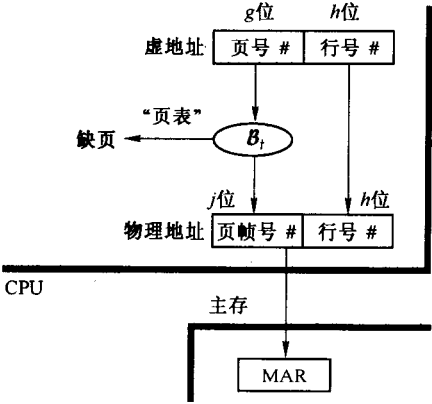 g位 h位
虚地址 页号 # 行号 #
“页表”
缺页 ℬt
j位 h位
物理地址 页帧号 # 行号 #
CPU
主存
MAR